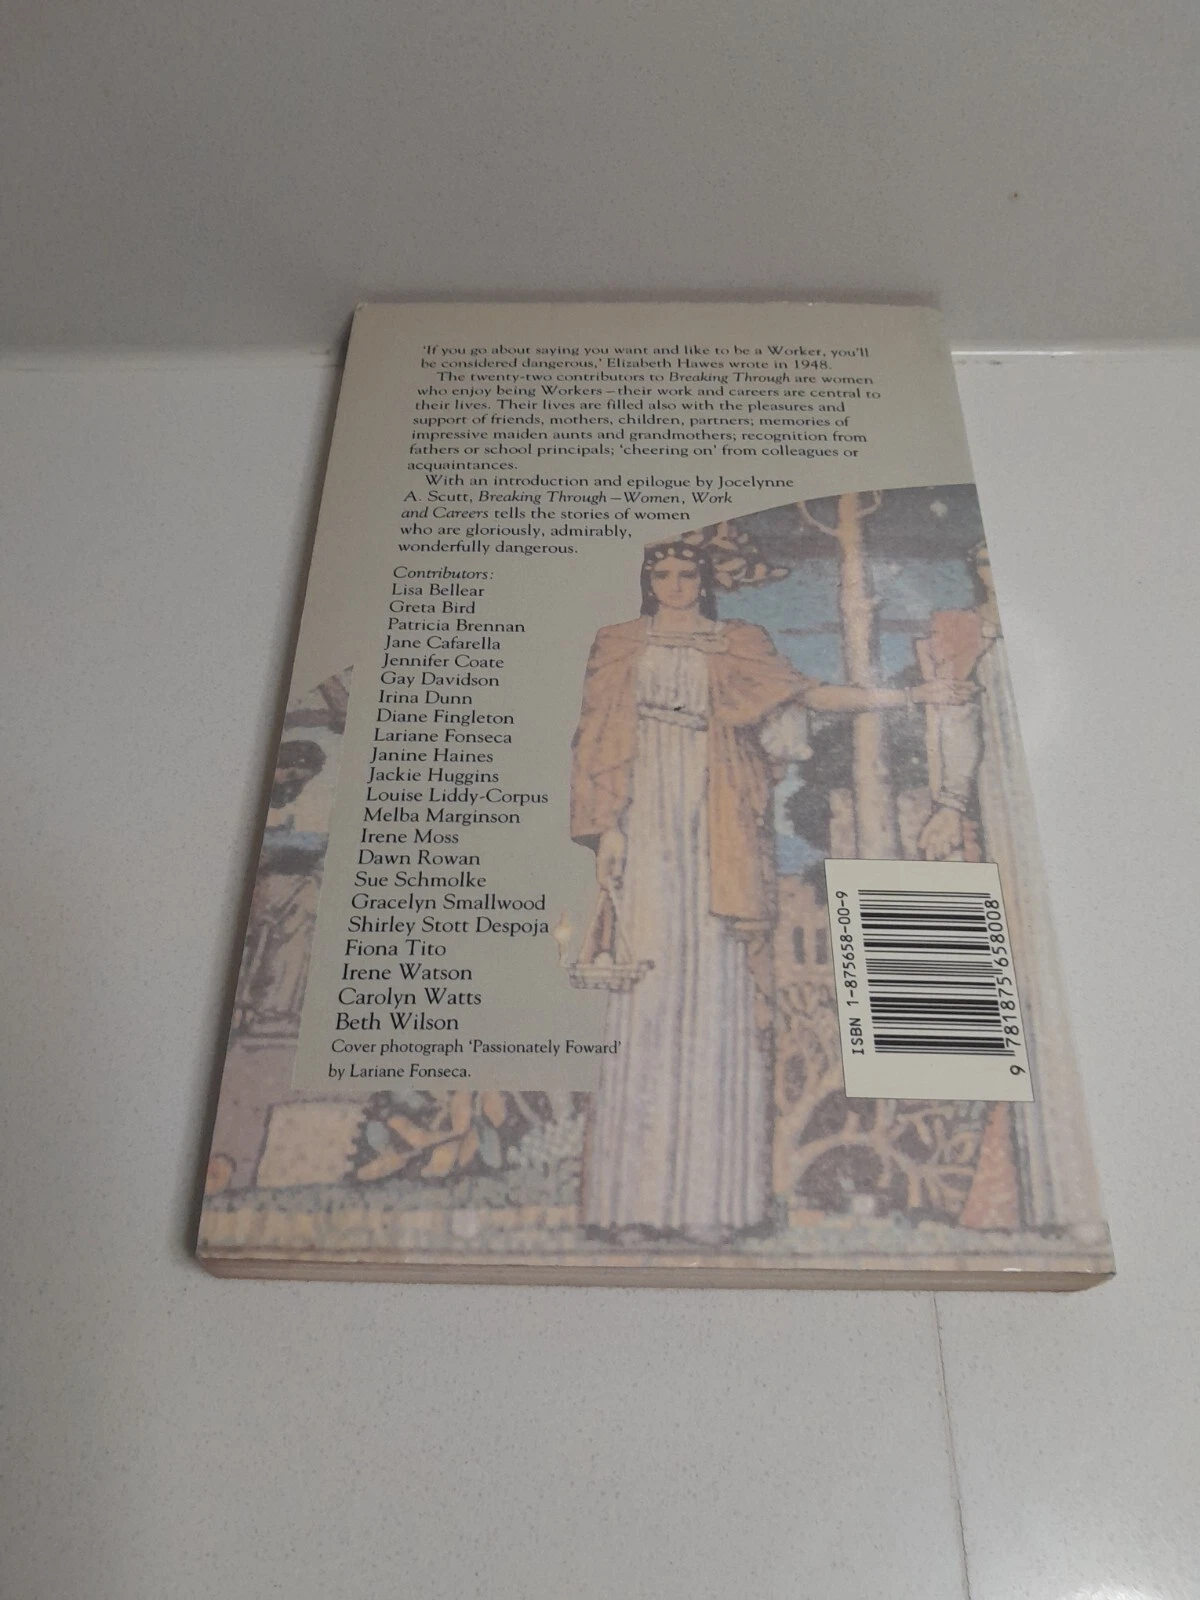 'If you go about saying you want and like to be a Worker, you'll
be considered dangerous,' Elizabeth Hawes wrote in 1948.
The twenty-two contributors to Breaking Through are women
who enjoy being Workers – their work and careers are central to
their lives. Their lives are filled also with the pleasures and
support of friends, mothers, children, partners; memories of
impressive maiden aunts and grandmothers; recognition from
fathers or school principals; 'cheering on' from colleagues or
acquaintances.
With an introduction and epilogue by Jocelynne
A. Scutt, Breaking Through – Women, Work
and Careers tells the stories of women
who are gloriously, admirably,
wonderfully dangerous.
Contributors:
Lisa Bellear
Greta Bird
Patricia Brennan
Jane Cafarella
Jennifer Coate
Gay Davidson
Irina Dunn
Diane Fingleton
Lariane Fonseca
Janine Haines
Jackie Huggins
Louise Liddy-Corpus
Melba Marginson
Irene Moss
Dawn Rowan
Sue Schmolke
Gracelyn Smallwood
Shirley Stott Despoja
Fiona Tito
Irene Watson
Carolyn Watts
Beth Wilson
Cover photograph 'Passionately Foward'
by Lariane Fonseca.
ISBN 1-875658-00-9
9 781875 658008